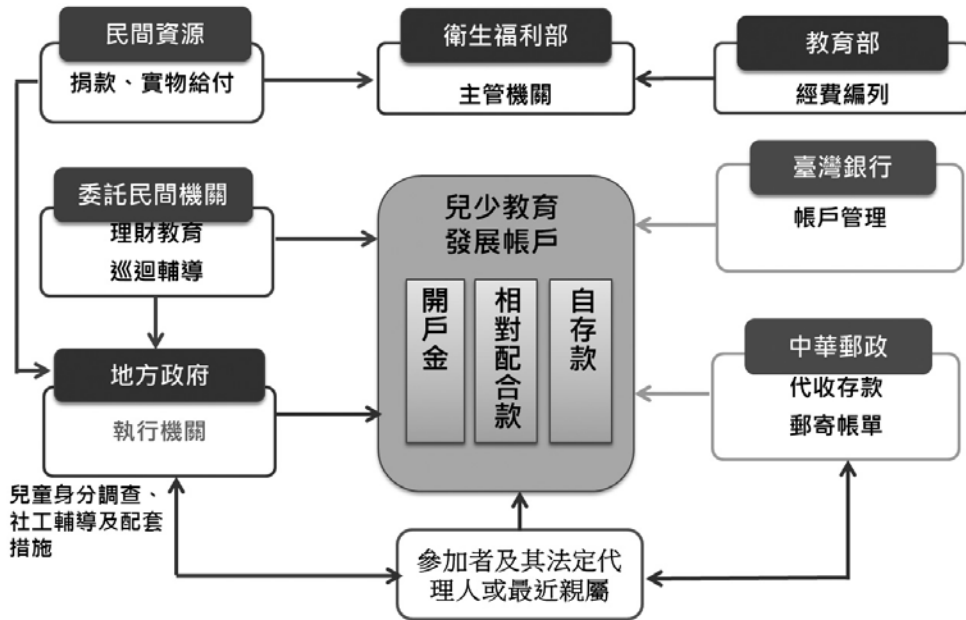 民間資源
捐款、實物給付
衛生福利部
主管機關
教育部
經費編列
委託民間機關
理財教育
巡迴輔導
兒少教育
發展帳戶
開戶金
相對配合款
自存款
臺灣銀行
帳戶管理
地方政府
執行機關
中華郵政
代收存款
郵寄帳單
兒童身分調查、
社工輔導及配套
措施
參加者及其法定代
理人或最近親屬